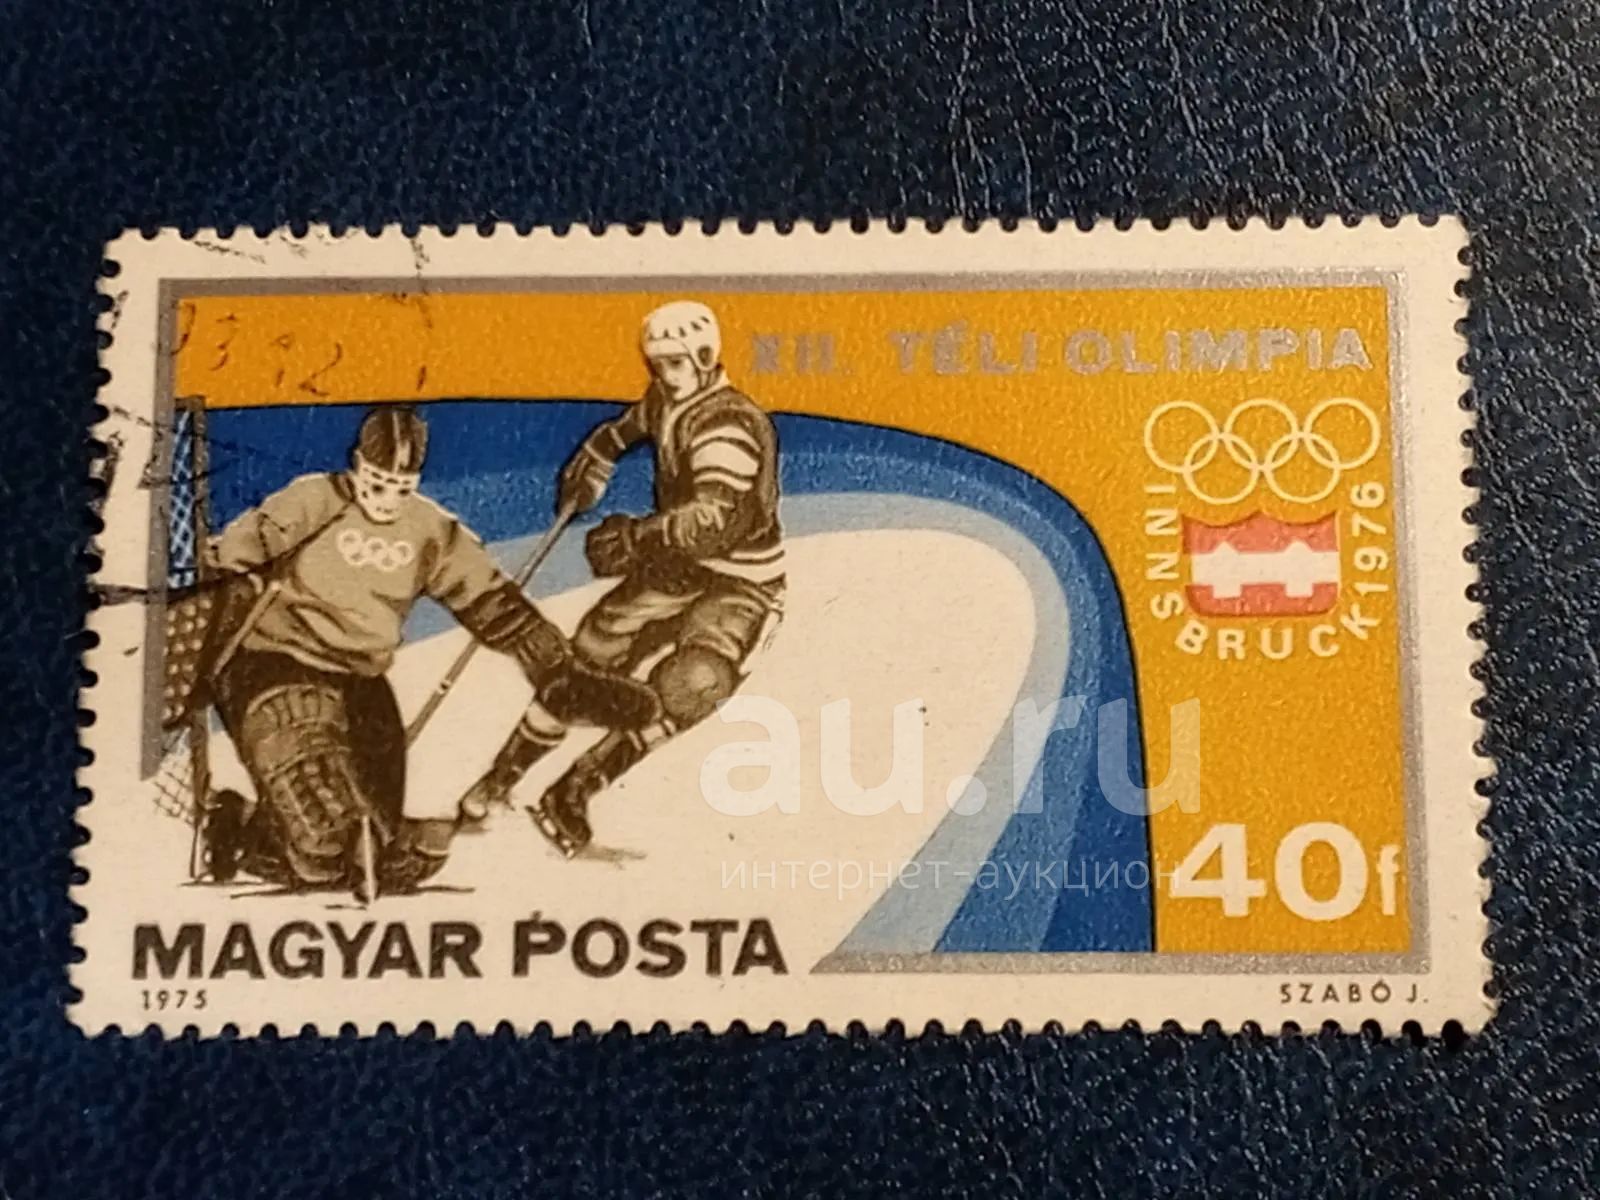 XII. TÉLI OLIMPIA
INNSBRUCK 1976
au.ru
интернет-аукцион
40f
MAGYAR POSTA
1975
SZABÓ J.